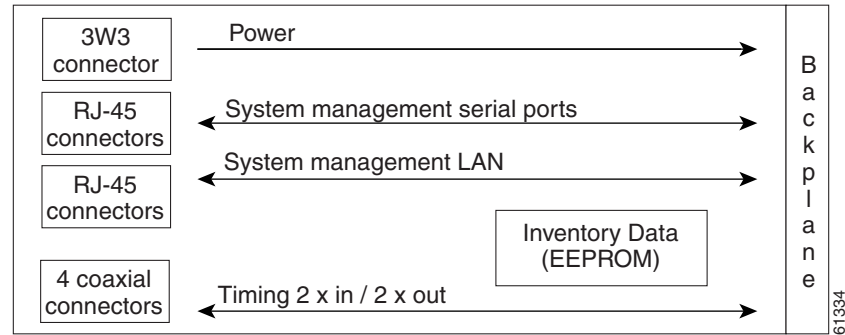 3W3
connector
Power
RJ-45
connectors
System management serial ports
RJ-45
connectors
System management LAN
Inventory Data
(EEPROM)
4 coaxial
connectors
Timing 2 x in / 2 x out
Backplane
61334